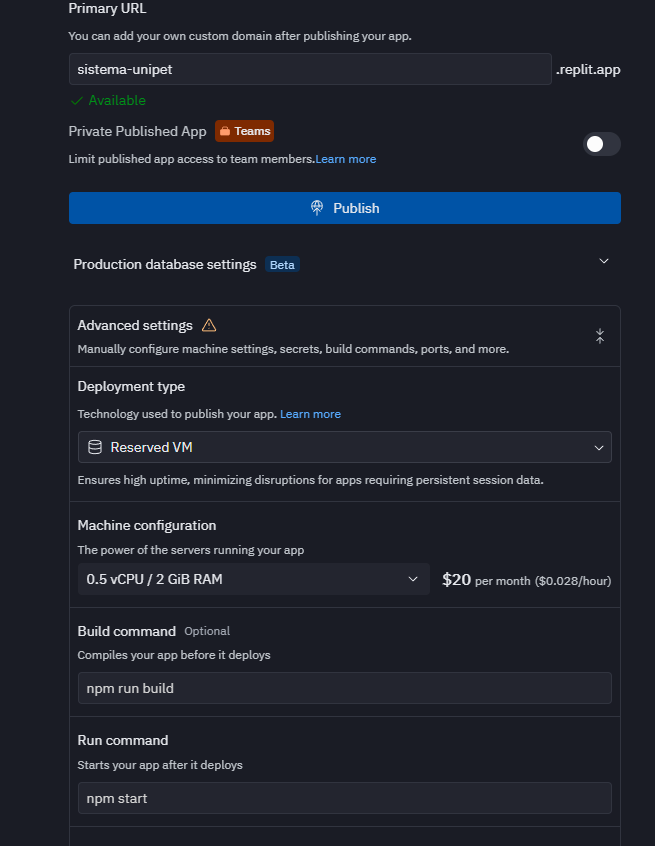 Primary URL
You can add your own custom domain after publishing your app.
sistema-unipet .replit.app
Available
Private Published App Teams
Limit published app access to team members.Learn more
Publish
Production database settings Beta
Advanced settings
Manually configure machine settings, secrets, build commands, ports, and more.
Deployment type
Technology used to publish your app. Learn more
Reserved VM
Ensures high uptime, minimizing disruptions for apps requiring persistent session data.
Machine configuration
The power of the servers running your app
0.5 vCPU / 2 GiB RAM $20 per month ($0.028/hour)
Build command Optional
Compiles your app before it deploys
npm run build
Run command
Starts your app after it deploys
npm start